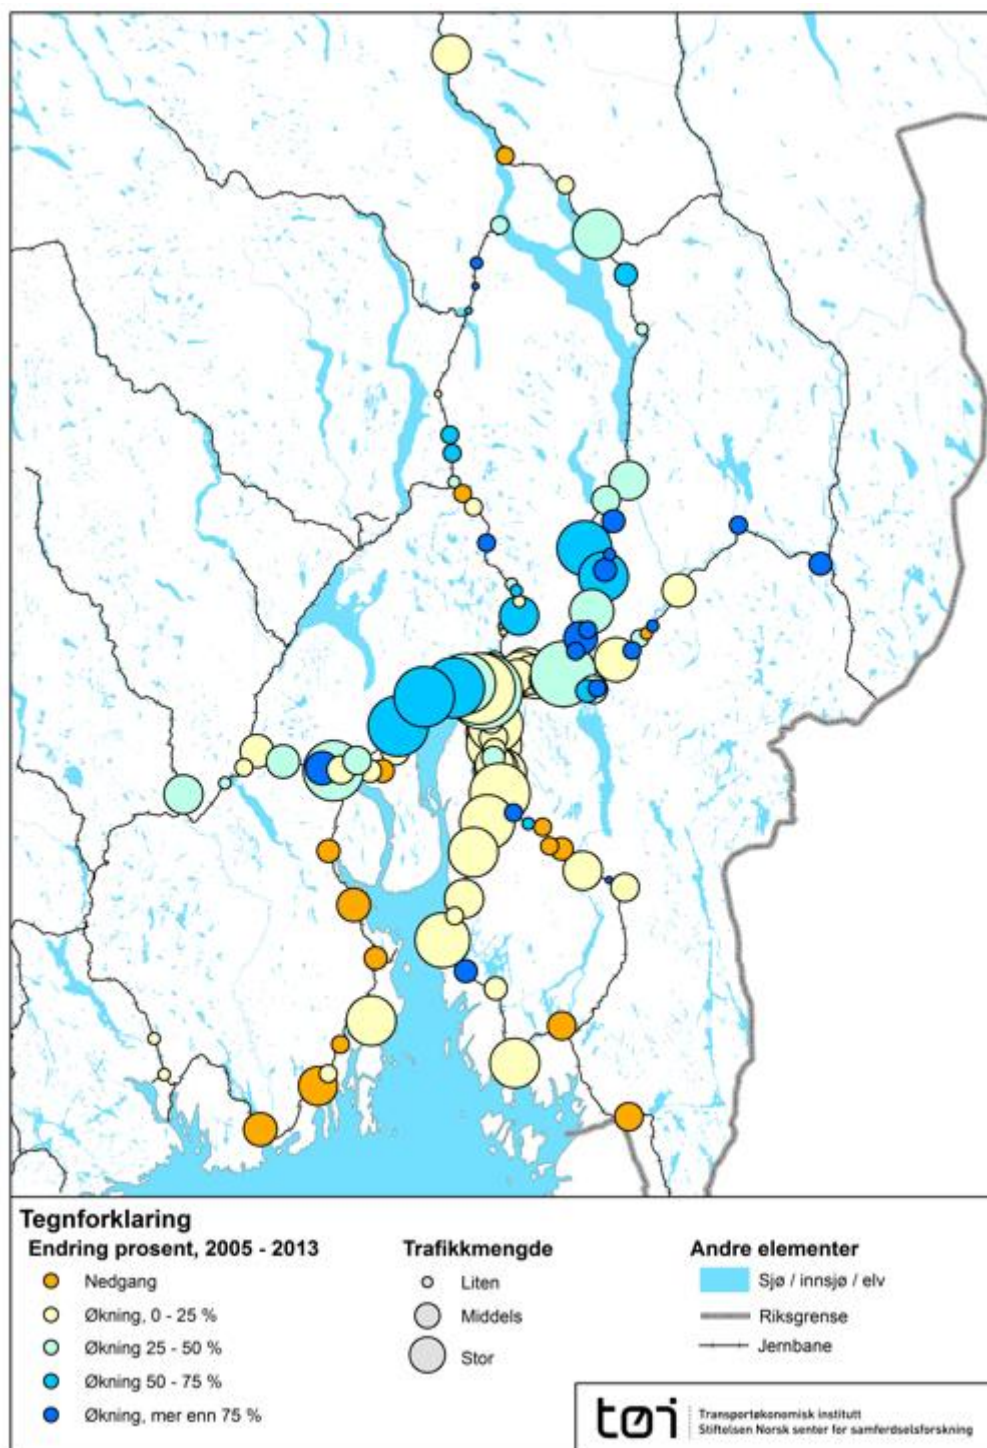 Tegnforklaring
Endring prosent, 2005 - 2013
Nedgang
Økning, 0 - 25 %
Økning 25 - 50 %
Økning 50 - 75 %
Økning, mer enn 75 %
Trafikkmengde
Liten
Middels
Stor
Andre elementer
Sjø / innsjø / elv
Riksgrense
Jernbane
tøi
Transportøkonomisk institutt
Stiftelsen Norsk senter for samferdselsforskning